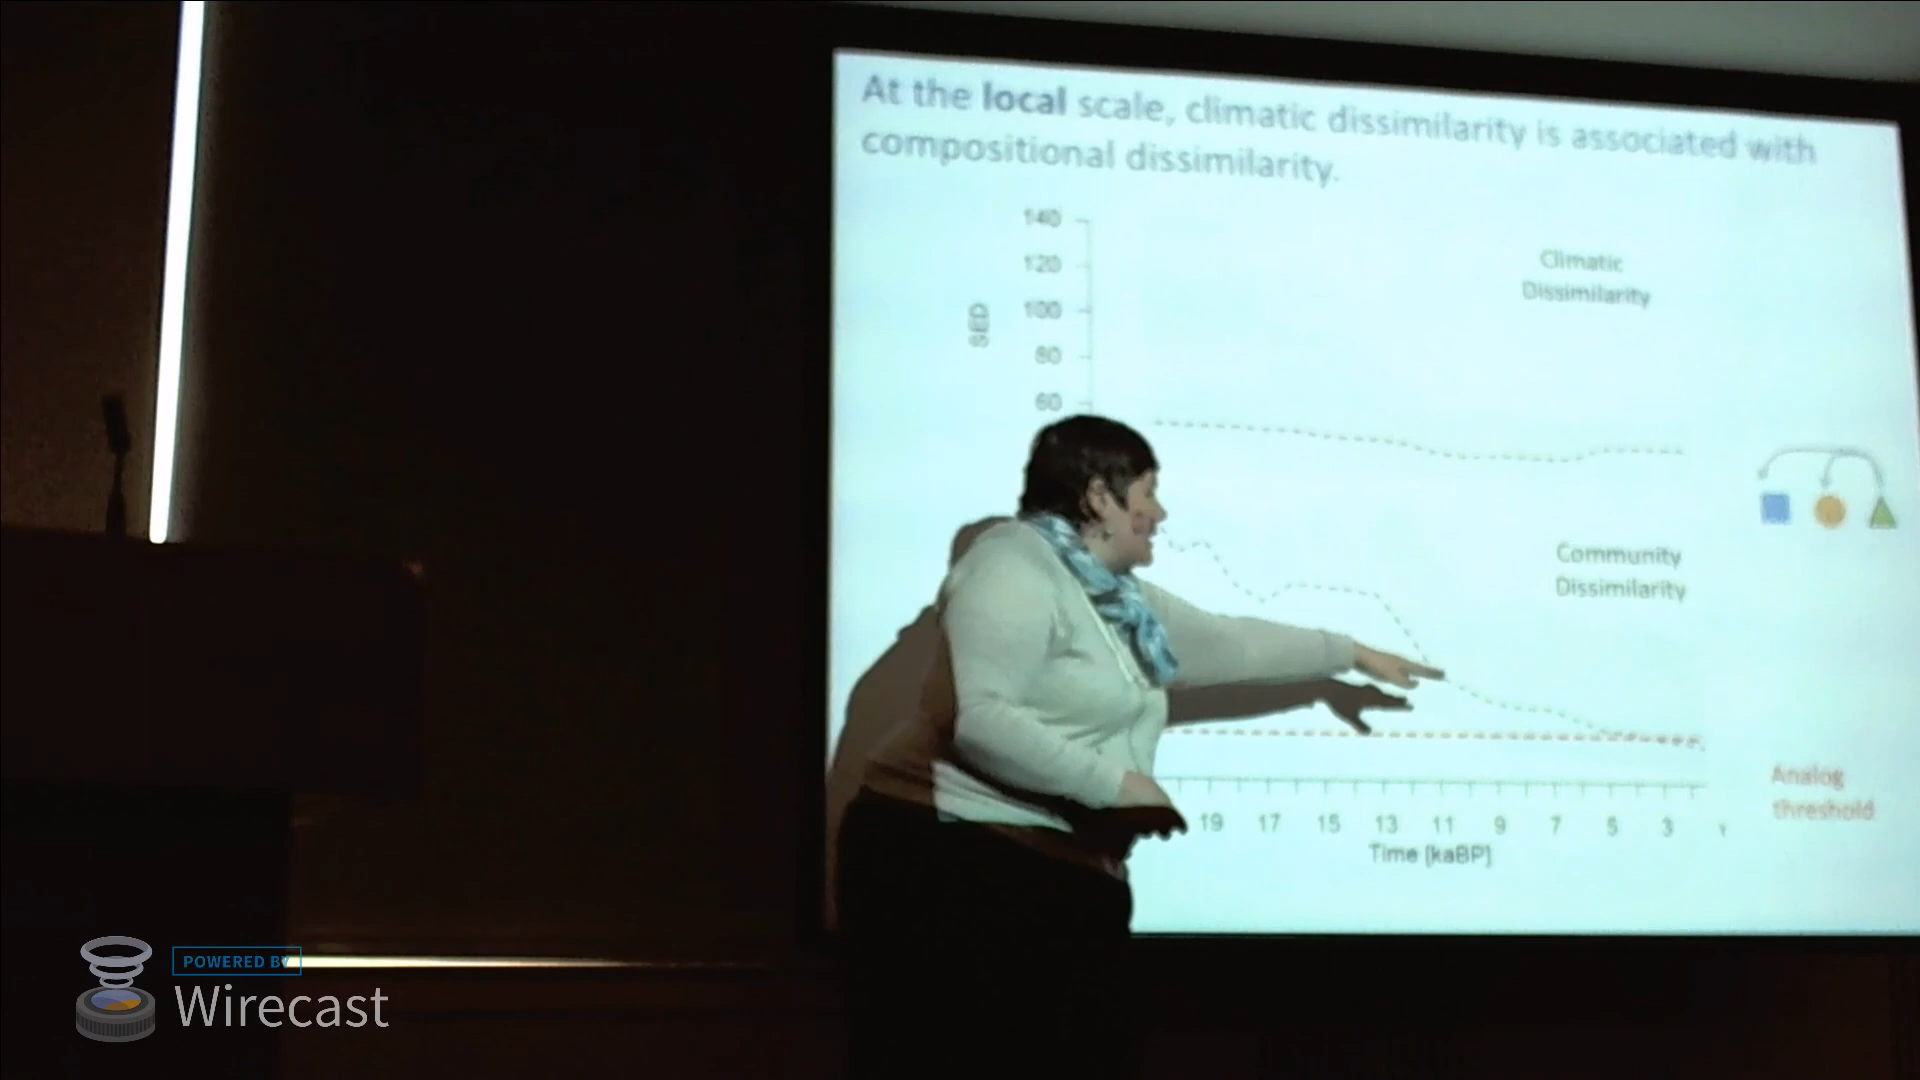 At the local scale, climatic dissimilarity is associated with
compositional dissimilarity.
140
120
100
80
60
SED
Climatic
Dissimilarity
Community
Dissimilarity
Analog
threshold
19 17 15 13 11 9 7 5 3
Time (kaBP)
POWERED BY
Wirecast